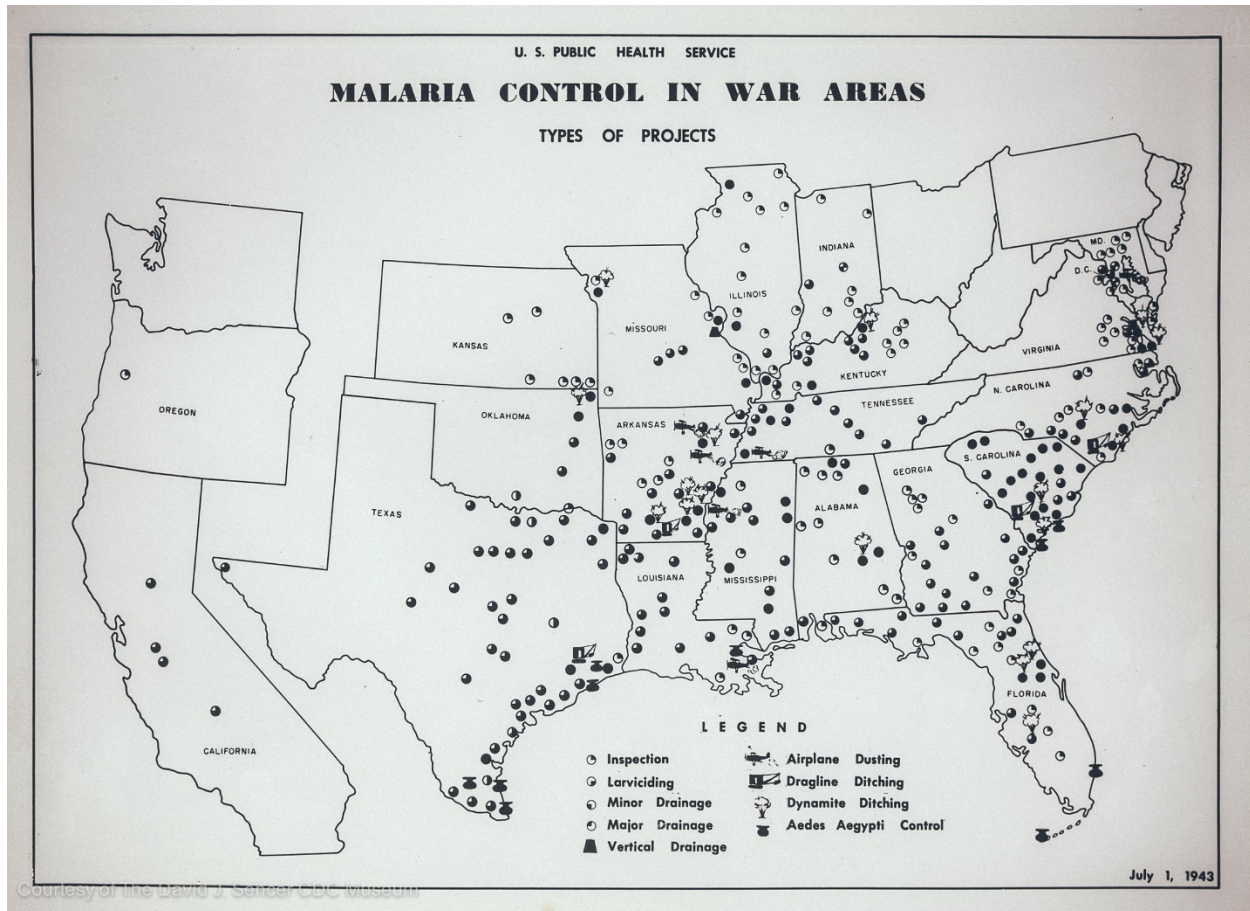 U. S. PUBLIC HEALTH SERVICE
MALARIA CONTROL IN WAR AREAS
TYPES OF PROJECTS
MD.
INDIANA
D.C.
ILLINOIS
MISSOURI
KANSAS
VIRGINIA
KENTUCKY
N. CAROLINA
OREGON
TENNESSEE
OKLAHOMA
ARKANSAS
S. CAROLINA
GEORGIA
TEXAS
ALABAMA
LOUISIANA
MISSISSIPPI
FLORIDA
CALIFORNIA
LEGEND
Inspection
Larviciding
Minor Drainage
Major Drainage
Vertical Drainage
Airplane Dusting
Dragline Ditching
Dynamite Ditching
Aedes Aegypti Control
July 1, 1943
Courtesy of The David J. Sencer CDC Museum